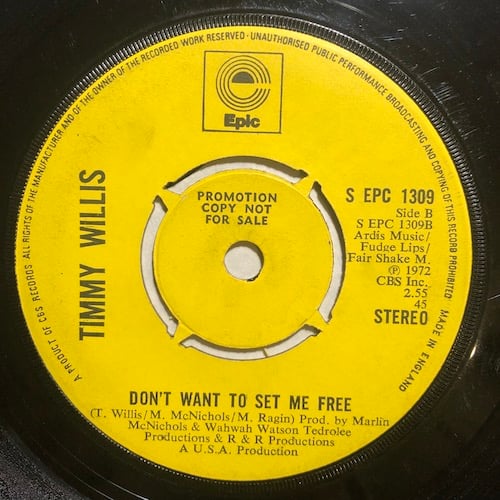 ALL RIGHTS OF THE MANUFACTURER AND OF THE OWNER OF THE RECORDED WORK RESERVED · UNAUTHORISED PUBLIC PERFORMANCE BROADCASTING AND COPYING OF THIS RECORD PROHIBITED MADE IN ENGLAND
A PRODUCT OF CBS RECORDS
Epic
TIMMY WILLIS
PROMOTION
COPY NOT
FOR SALE
S EPC 1309
Side B
S EPC 1309B
Ardis Music/
Fudge Lips/
Fair Shake M.
℗ 1972
CBS Inc.
2.55
45
STEREO
DON'T WANT TO SET ME FREE
(T. Willis/M. McNichols/M. Ragin) Prod. by Marlin
McNichols & Wahwah Watson Tedrolee
Productions & R & R Productions
A U.S.A. Production